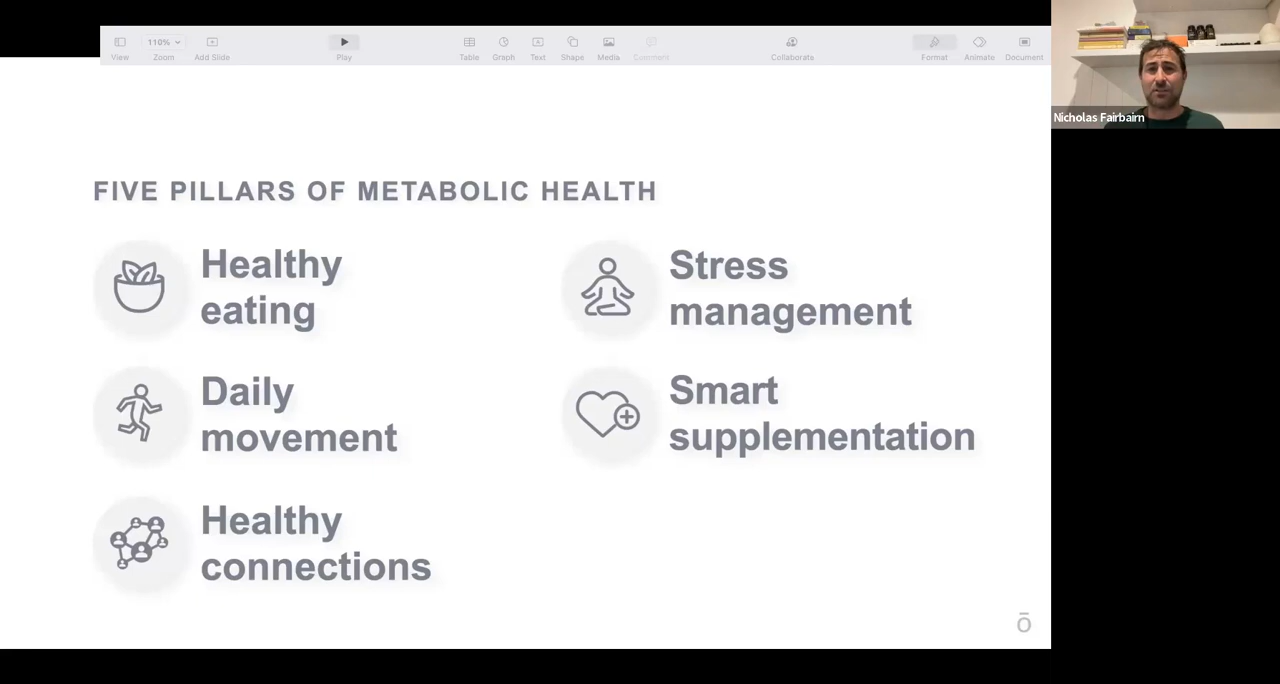 110%
View
Zoom
Add Slide
Play
Table
Graph
Text
Shape
Media
Comment
Collaborate
Format
Animate
Document
Nicholas Fairbairn
FIVE PILLARS OF METABOLIC HEALTH
Healthy
eating
Stress
management
Daily
movement
Smart
supplementation
Healthy
connections
ō